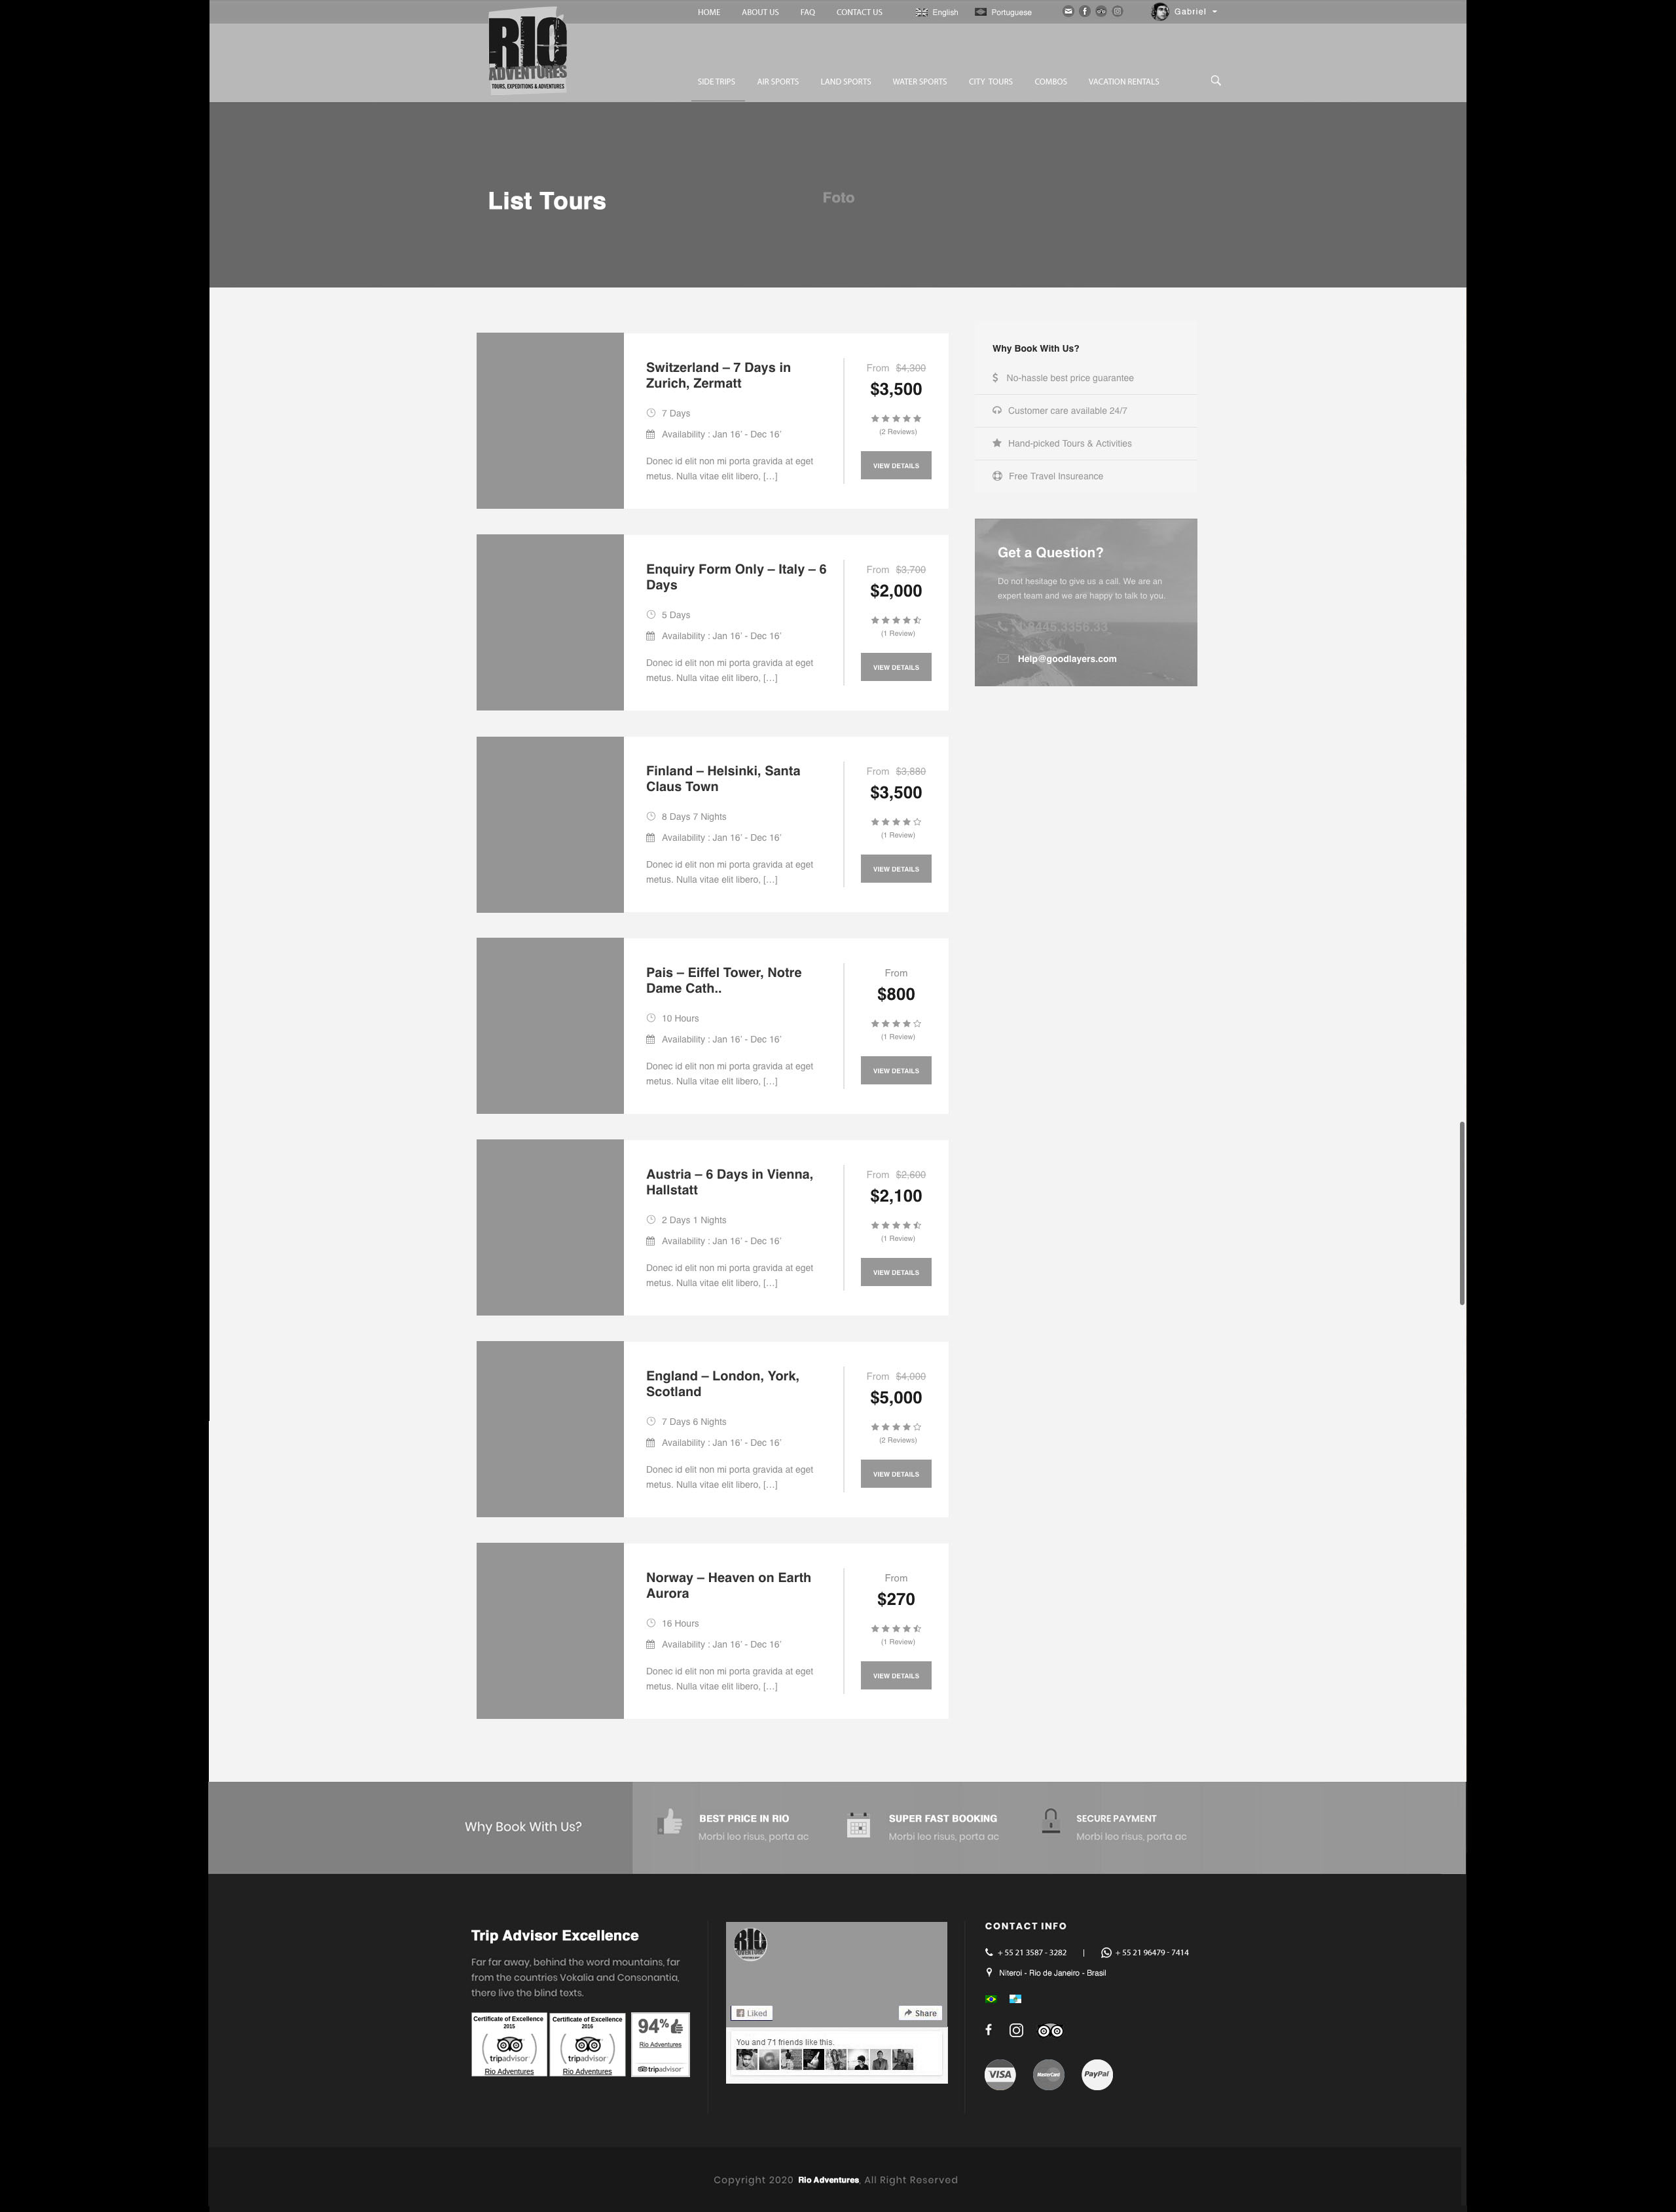 HOME ABOUT US FAQ CONTACT US English Portuguese Gabriel
RIO
ADVENTURES
TOURS, EXPEDITIONS & ADVENTURES
SIDE TRIPS AIR SPORTS LAND SPORTS WATER SPORTS CITY TOURS COMBOS VACATION RENTALS
List Tours
Foto
Switzerland – 7 Days in
Zurich, Zermatt
7 Days
Availability : Jan 16' - Dec 16'
Donec id elit non mi porta gravida at eget
metus. Nulla vitae elit libero, [...]
From $4,300
$3,500
(2 Reviews)
VIEW DETAILS
Enquiry Form Only – Italy – 6
Days
5 Days
Availability : Jan 16' - Dec 16'
Donec id elit non mi porta gravida at eget
metus. Nulla vitae elit libero, [...]
From $3,700
$2,000
(1 Review)
VIEW DETAILS
Finland – Helsinki, Santa
Claus Town
8 Days 7 Nights
Availability : Jan 16' - Dec 16'
Donec id elit non mi porta gravida at eget
metus. Nulla vitae elit libero, [...]
From $3,880
$3,500
(1 Review)
VIEW DETAILS
Pais – Eiffel Tower, Notre
Dame Cath..
10 Hours
Availability : Jan 16' - Dec 16'
Donec id elit non mi porta gravida at eget
metus. Nulla vitae elit libero, [...]
From
$800
(1 Review)
VIEW DETAILS
Austria – 6 Days in Vienna,
Hallstatt
2 Days 1 Nights
Availability : Jan 16' - Dec 16'
Donec id elit non mi porta gravida at eget
metus. Nulla vitae elit libero, [...]
From $2,600
$2,100
(1 Review)
VIEW DETAILS
England – London, York,
Scotland
7 Days 6 Nights
Availability : Jan 16' - Dec 16'
Donec id elit non mi porta gravida at eget
metus. Nulla vitae elit libero, [...]
From $4,000
$5,000
(2 Reviews)
VIEW DETAILS
Norway – Heaven on Earth
Aurora
16 Hours
Availability : Jan 16' - Dec 16'
Donec id elit non mi porta gravida at eget
metus. Nulla vitae elit libero, [...]
From
$270
(1 Review)
VIEW DETAILS
Why Book With Us?
$ No-hassle best price guarantee
Customer care available 24/7
Hand-picked Tours & Activities
Free Travel Insureance
Get a Question?
Do not hesitage to give us a call. We are an
expert team and we are happy to talk to you.
Help@goodlayers.com
Why Book With Us?
BEST PRICE IN RIO
Morbi leo risus, porta ac
SUPER FAST BOOKING
Morbi leo risus, porta ac
SECURE PAYMENT
Morbi leo risus, porta ac
Trip Advisor Excellence
Far far away, behind the word mountains, far
from the countries Vokalia and Consonantia,
there live the blind texts.
Certificate of Excellence
2015
tripadvisor
Rio Adventures
Certificate of Excellence
2016
tripadvisor
Rio Adventures
94%
Rio Adventures
tripadvisor
RIO
Liked
Share
You and 71 friends like this.
CONTACT INFO
+ 55 21 3587 - 3282 | + 55 21 96479 - 7414
Niteroi - Rio de Janeiro - Brasil
VISA MasterCard PayPal
Copyright 2020 Rio Adventures, All Right Reserved